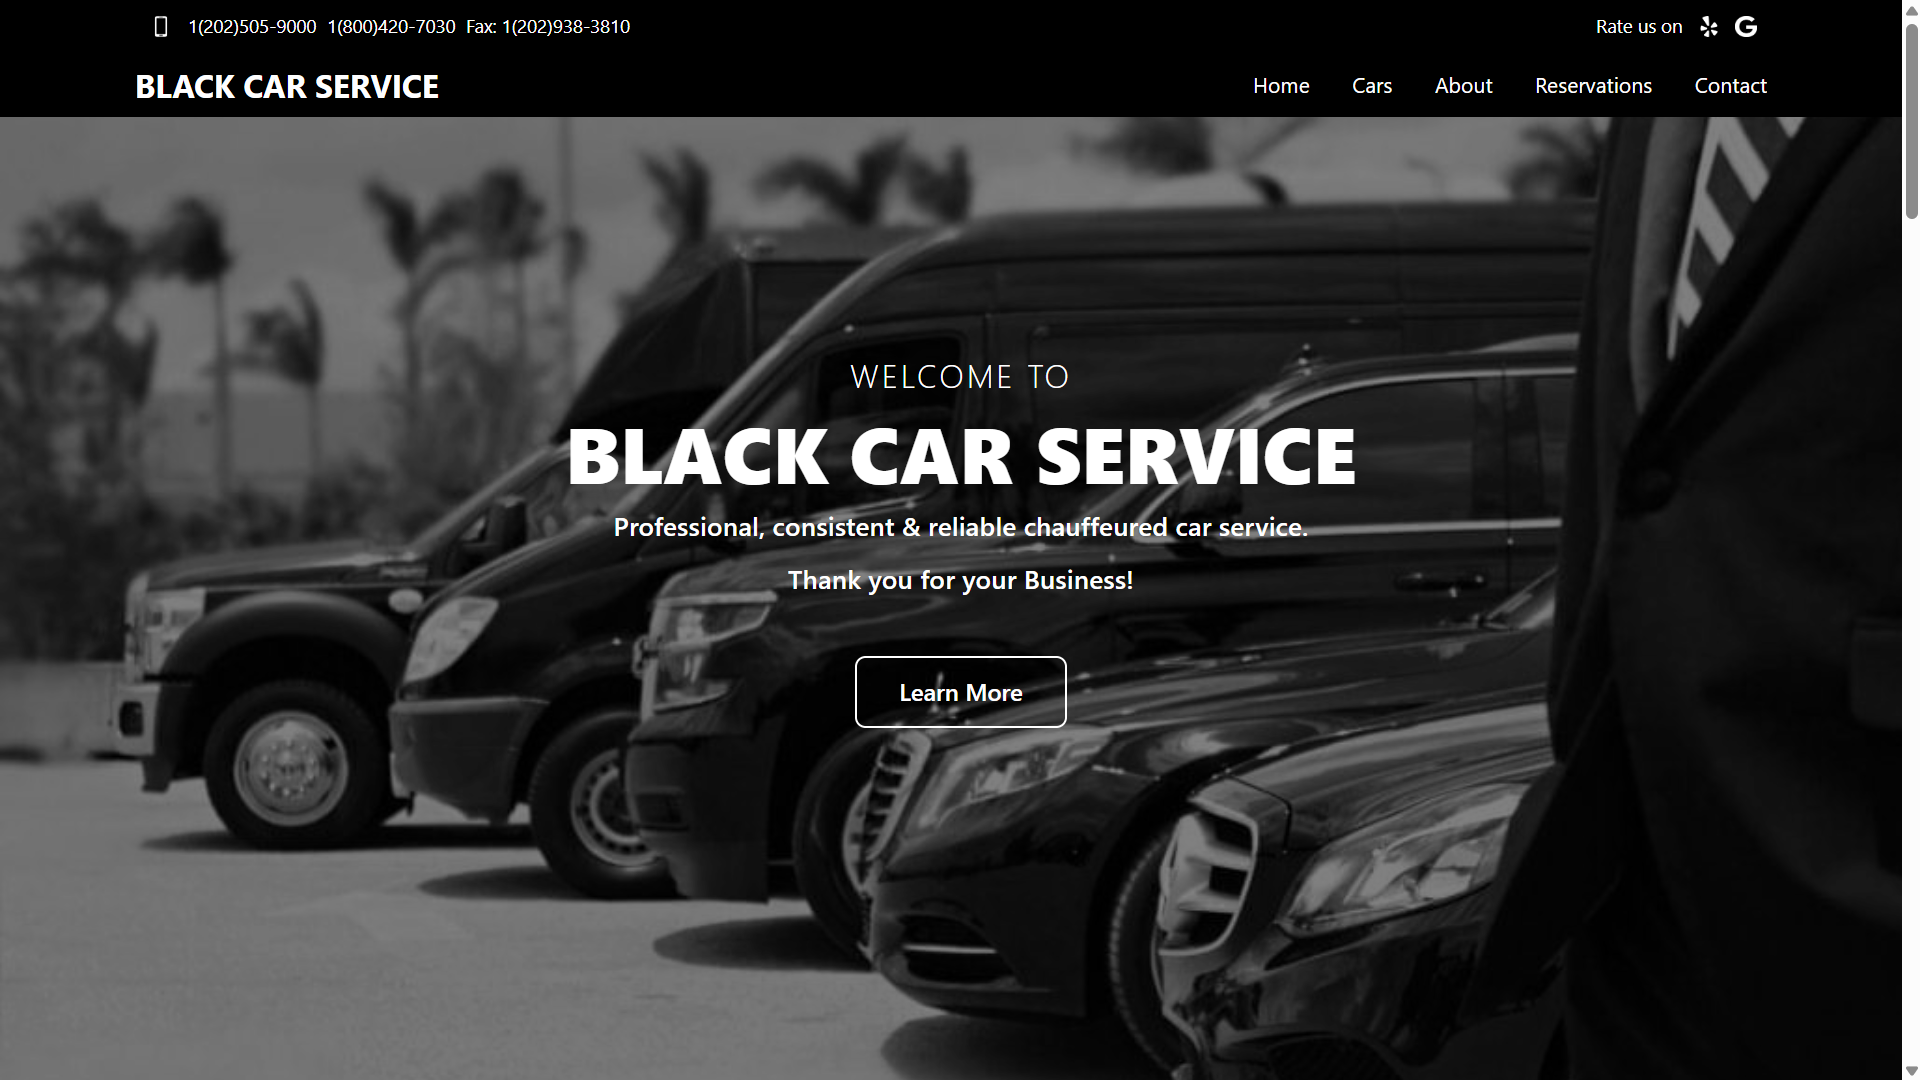 1(202)505-9000 1(800)420-7030 Fax: 1(202)938-3810
Rate us on
BLACK CAR SERVICE
Home Cars About Reservations Contact
WELCOME TO
BLACK CAR SERVICE
Professional, consistent & reliable chauffeured car service.
Thank you for your Business!
Learn More